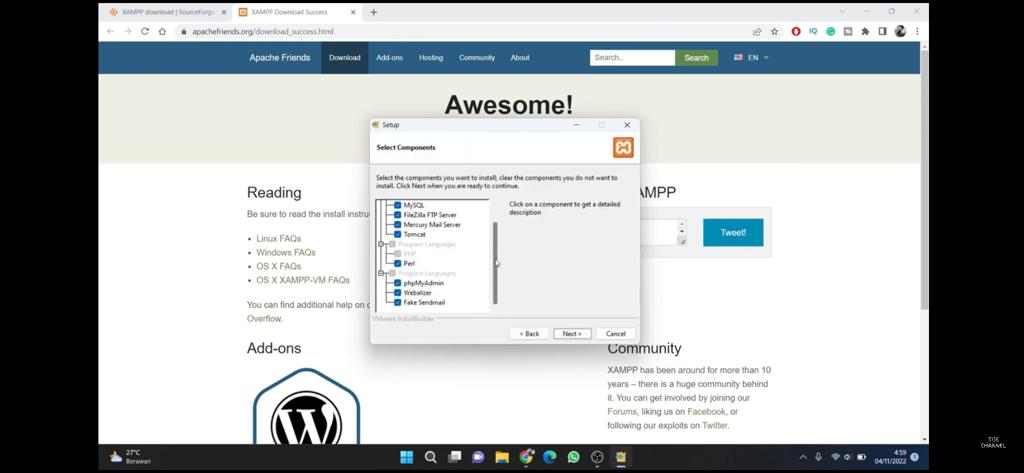 XAMPP download | SourceForge
XAMPP Download Success
apachefriends.org/download_success.html
Apache Friends
Download
Add-ons
Hosting
Community
About
Search..
Search
EN
Awesome!
Setup
Select Components
Select the components you want to install; clear the components you do not want to
install. Click Next when you are ready to continue.
MySQL
FileZilla FTP Server
Mercury Mail Server
Tomcat
Program Languages
PHP
Perl
Program Languages
phpMyAdmin
Webalizer
Fake Sendmail
Click on a component to get a detailed
description
VMware InstallBuilder
< Back
Next >
Cancel
Reading
Be sure to read the install instru
Linux FAQs
Windows FAQs
OS X FAQs
OS X XAMPP-VM FAQs
You can find additional help on
Overflow.
AMPP
Tweet!
Add-ons
Community
XAMPP has been around for more than 10
years – there is a huge community behind
it. You can get involved by joining our
Forums, liking us on Facebook, or
following our exploits on Twitter.
27°C
Berawan
4:59
04/11/2022
CHANNEL